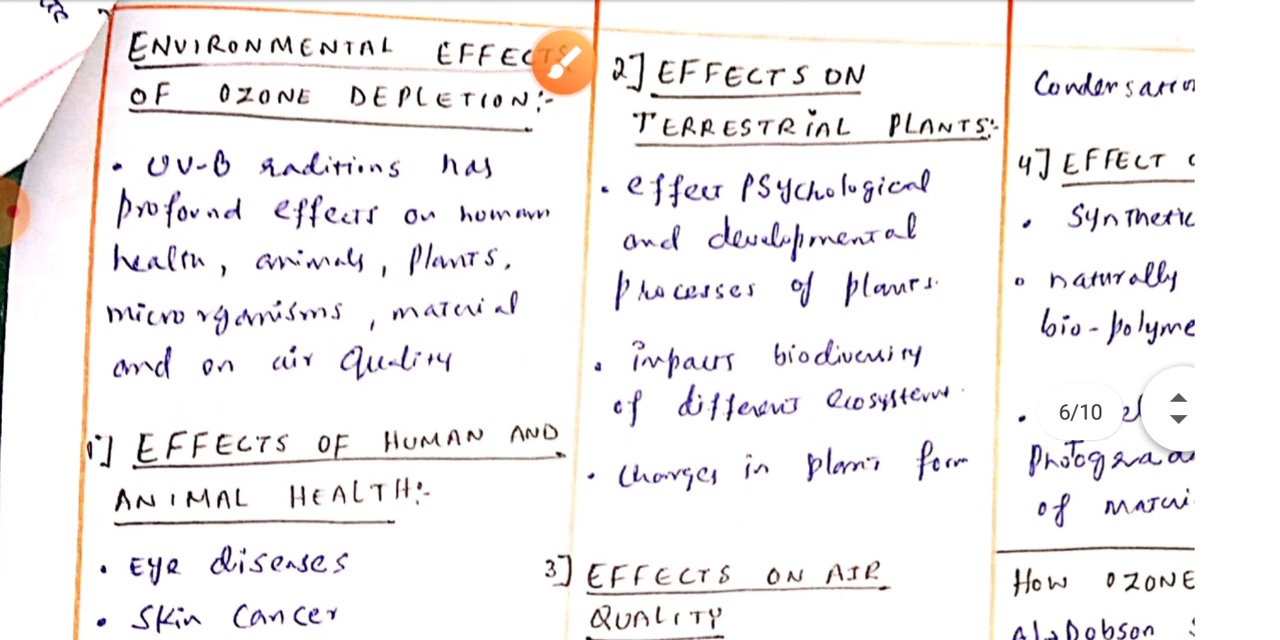 ENVIRONMENTAL EFFECTS
OF OZONE DEPLETION:-
• UV-B raditions has
profound effects on human
health, animals, plants,
microrganisms, material
and on air quality
1] EFFECTS OF HUMAN AND
ANIMAL HEALTH:-
• Eye diseases
• Skin cancer
2] EFFECTS ON
TERRESTRIAL PLANTS:-
• effect PSychological
and developmental
processes of plants.
• impacts biodiversity
of different ecosystems.
• changes in plant form
3] EFFECTS ON AIR
QUALITY
Condensation
4] EFFECT
• Synthetic
• naturally
bio-polyme
6/10
•
of
HOW OZONE
Dobson